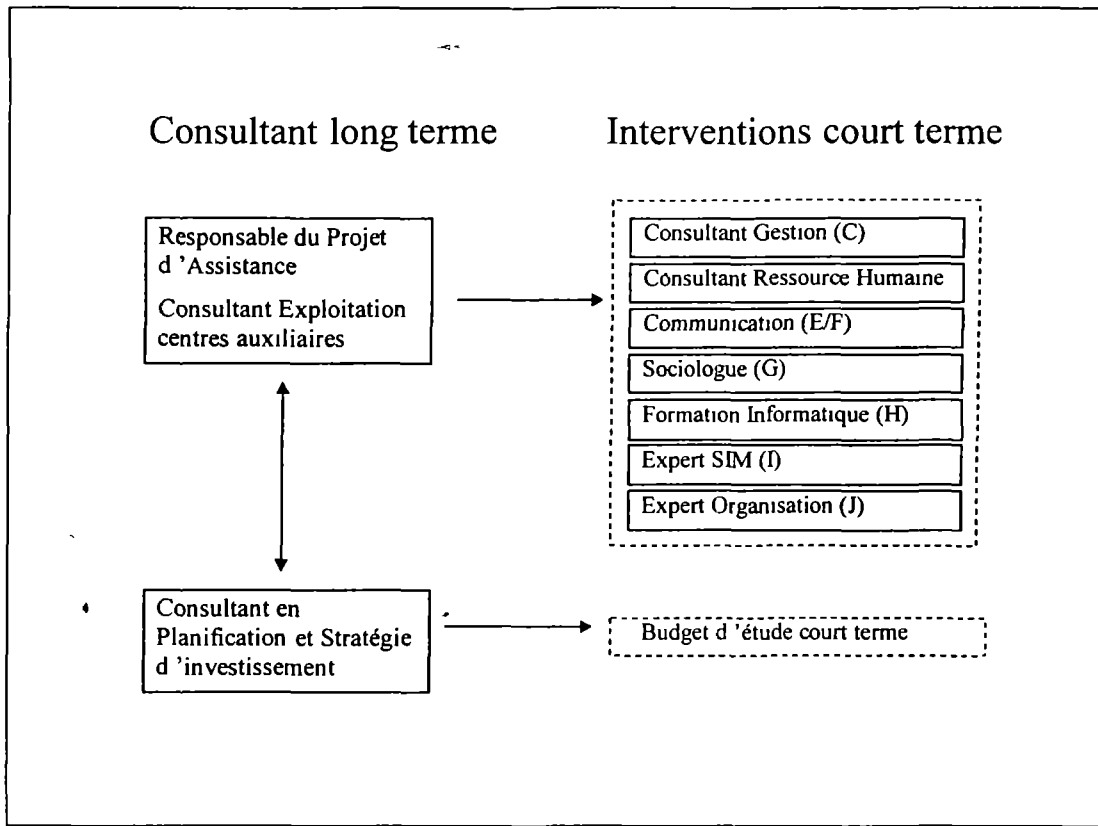 Consultant long terme
Interventions court terme
Responsable du Projet
d 'Assistance
Consultant Exploitation
centres auxiliaires
Consultant Gestion (C)
Consultant Ressource Humaine
Communication (E/F)
Sociologue (G)
Formation Informatique (H)
Expert SIM (I)
Expert Organisation (J)
Consultant en
Planification et Stratégie
d 'investissement
Budget d 'étude court terme